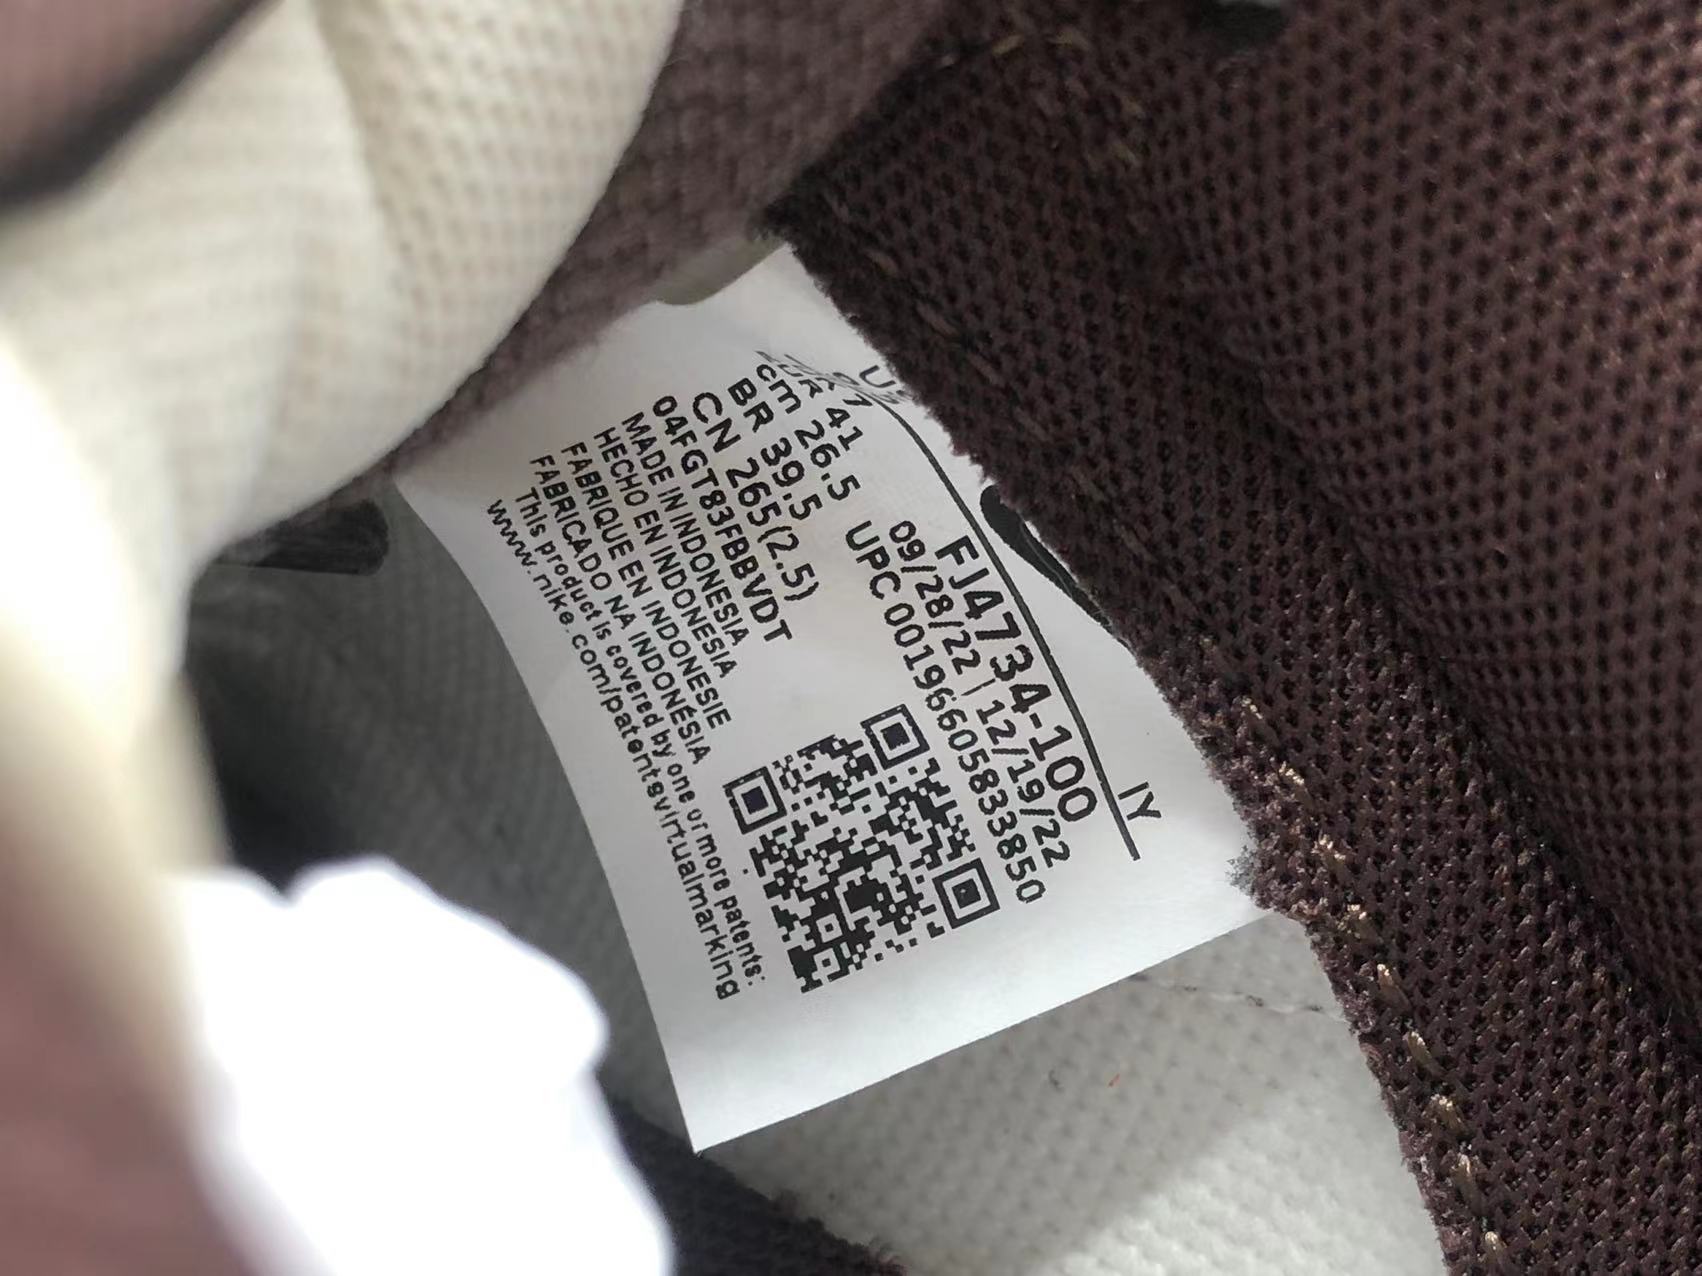 IY
FJ4734-100
09/28/22 | 12/19/22
UPC 00196605833850
41
cm 26.5
BR 39.5
CN 265(2.5)
04FGT83FBBVDT
MADE IN INDONESIA
HECHO EN INDONESIA
FABRIQUE EN INDONESIE
FABRICADO NA INDONÉSIA
This product is covered by one or more patents:
www.nike.com/patentsvirtualmarking